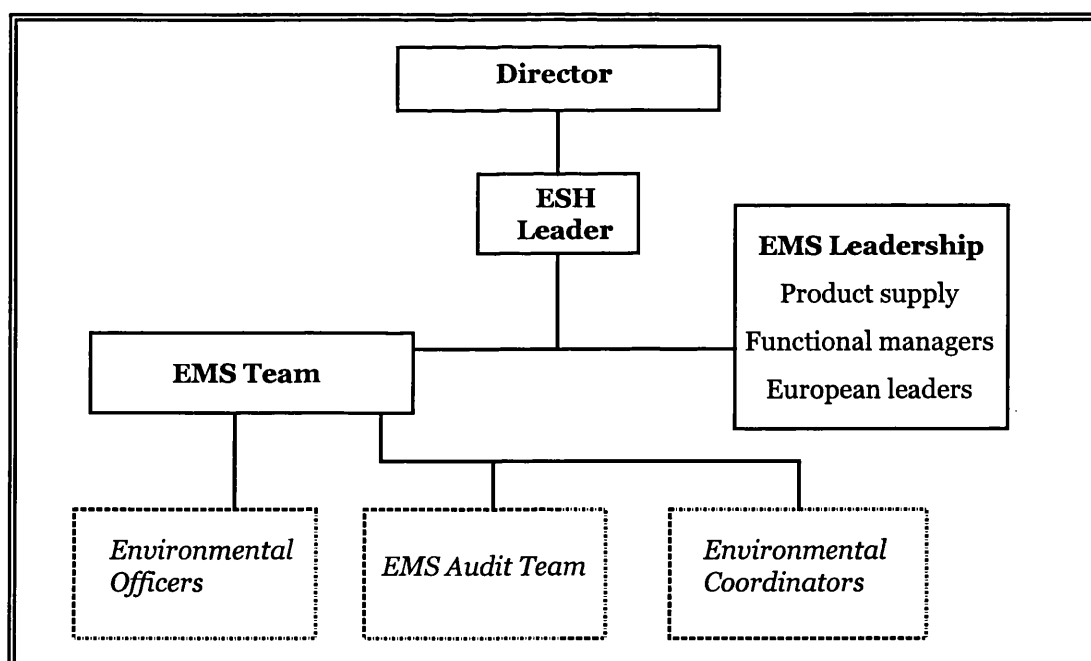 Director
ESH
Leader
EMS Leadership
Product supply
Functional managers
European leaders
EMS Team
Environmental
Officers
EMS Audit Team
Environmental
Coordinators